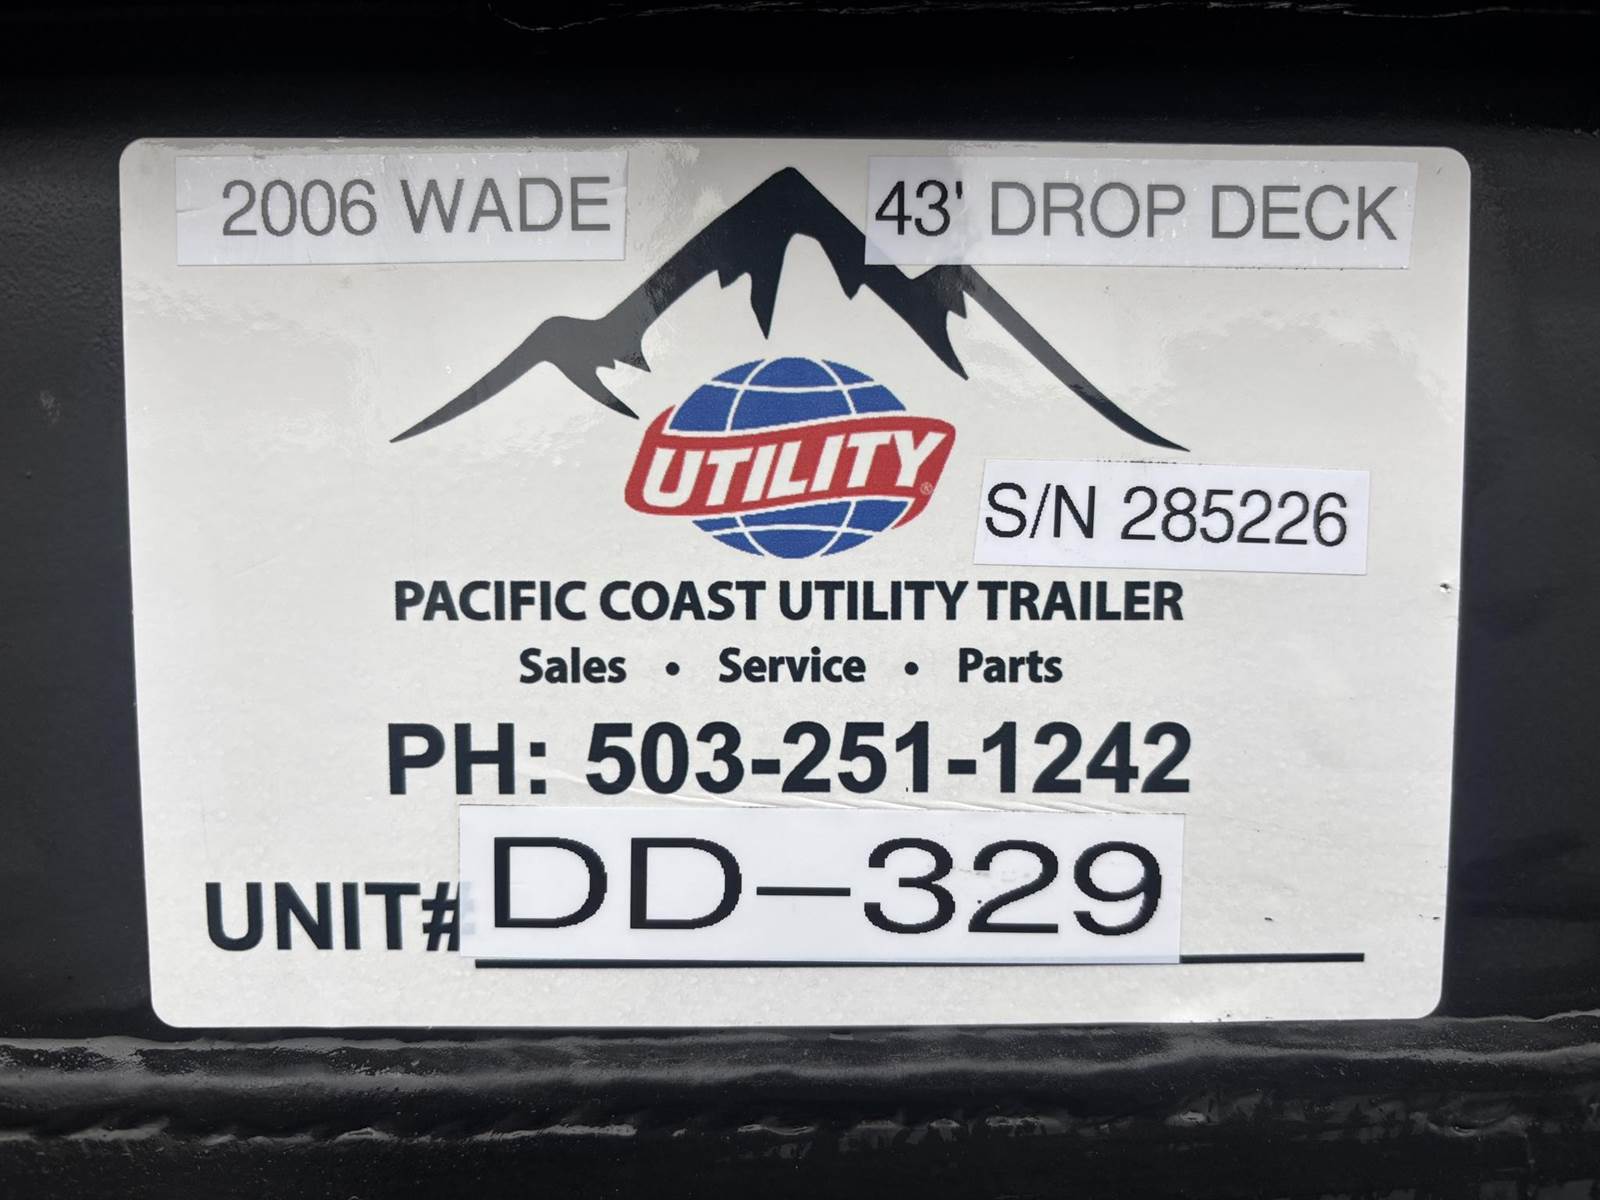 2006 WADE
43' DROP DECK
UTILITY®
S/N 285226
PACIFIC COAST UTILITY TRAILER
Sales • Service • Parts
PH: 503-251-1242
UNIT# DD-329